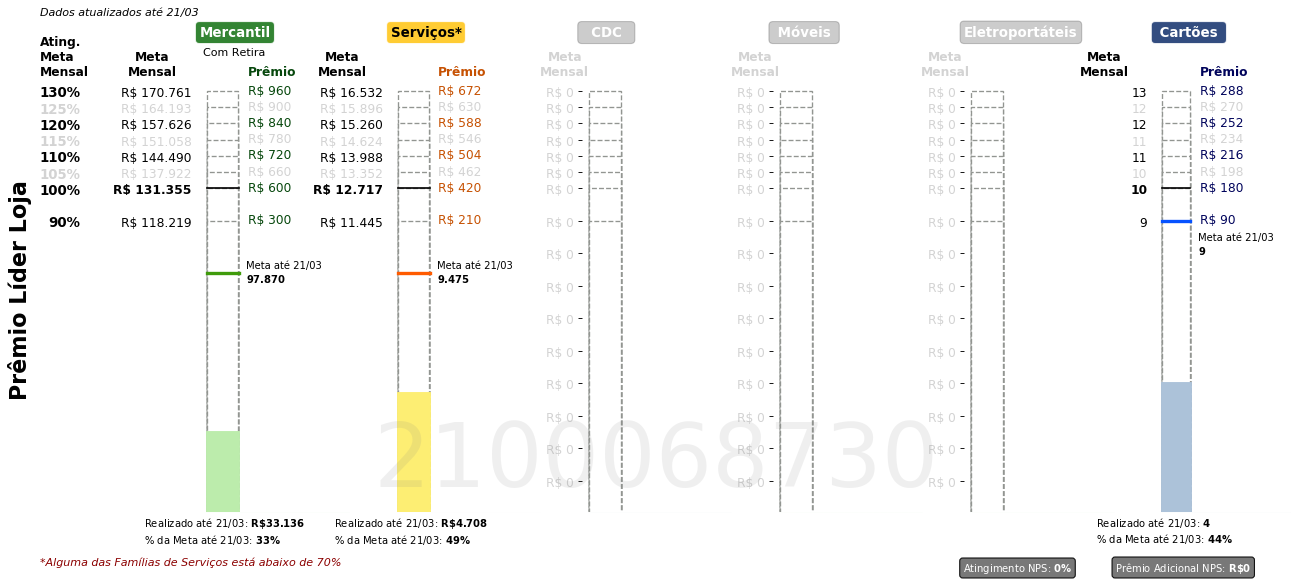 Dados atualizados até 21/03
Mercantil
Serviços*
CDC
Móveis
Eletroportáteis
Cartões
Com Retira
Ating.
Meta
Mensal
Meta
Mensal
Prêmio
Meta
Mensal
Prêmio
Meta
Mensal
Meta
Mensal
Meta
Mensal
Meta
Mensal
Prêmio
130% R$ 170.761 R$ 960 R$ 16.532 R$ 672 R$ 0 R$ 0 R$ 0 13 R$ 288
125% R$ 164.193 R$ 900 R$ 15.896 R$ 630 R$ 0 R$ 0 R$ 0 12 R$ 270
120% R$ 157.626 R$ 840 R$ 15.260 R$ 588 R$ 0 R$ 0 R$ 0 12 R$ 252
115% R$ 151.058 R$ 780 R$ 14.624 R$ 546 R$ 0 R$ 0 R$ 0 11 R$ 234
110% R$ 144.490 R$ 720 R$ 13.988 R$ 504 R$ 0 R$ 0 R$ 0 11 R$ 216
105% R$ 137.922 R$ 660 R$ 13.352 R$ 462 R$ 0 R$ 0 R$ 0 10 R$ 198
100% R$ 131.355 R$ 600 R$ 12.717 R$ 420 R$ 0 R$ 0 R$ 0 10 R$ 180
90% R$ 118.219 R$ 300 R$ 11.445 R$ 210 R$ 0 R$ 0 R$ 0 9 R$ 90
Meta até 21/03
9
R$ 0 R$ 0 R$ 0
Meta até 21/03
97.870
Meta até 21/03
9.475
R$ 0 R$ 0 R$ 0
R$ 0 R$ 0 R$ 0
R$ 0 R$ 0 R$ 0
R$ 0 R$ 0 R$ 0
R$ 0 R$ 0 R$ 0
R$ 0 R$ 0 R$ 0
R$ 0 R$ 0 R$ 0
Prêmio Líder Loja
2100068730
Realizado até 21/03: R$33.136
% da Meta até 21/03: 33%
Realizado até 21/03: R$4.708
% da Meta até 21/03: 49%
Realizado até 21/03: 4
% da Meta até 21/03: 44%
*Alguma das Famílias de Serviços está abaixo de 70%
Atingimento NPS: 0%
Prêmio Adicional NPS: R$0